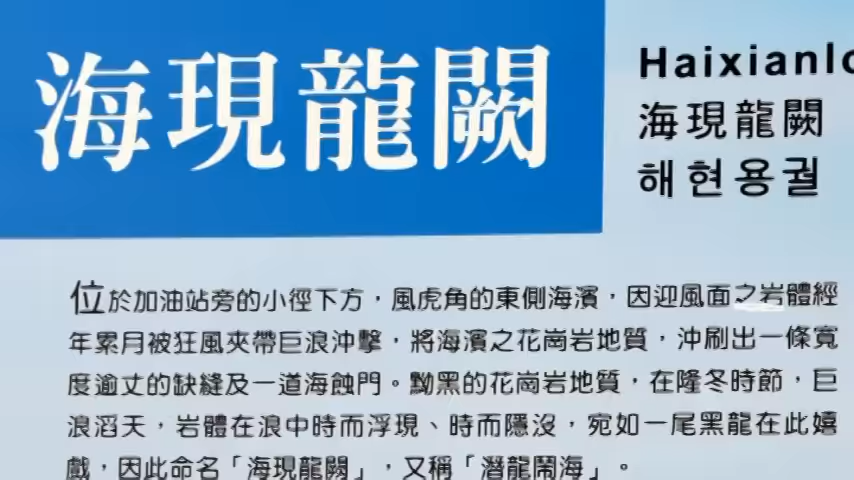 海現龍闕
Haixianlo
海現龍闕
해현용궐
位於加油站旁的小徑下方，風虎角的東側海濱，因迎風面之岩體經
年累月被狂風夾帶巨浪沖擊，將海濱之花崗岩地質，沖刷出一條寬
度逾丈的缺縫及一道海蝕門。黝黑的花崗岩地質，在隆冬時節，巨
浪滔天，岩體在浪中時而浮現、時而隱沒，宛如一尾黑龍在此嬉
戲，因此命名「海現龍闕」，又稱「潛龍鬧海」。